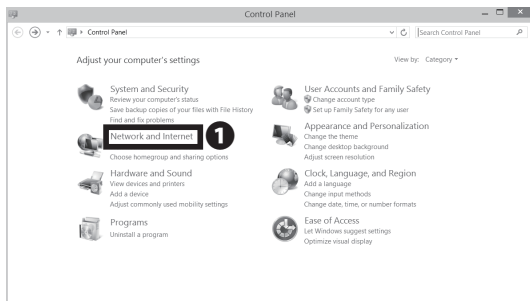 Control Panel
Control Panel
Search Control Panel
Adjust your computer's settings
View by: Category
System and Security
Review your computer's status
Save backup copies of your files with File History
Find and fix problems
Network and Internet
1
Choose homegroup and sharing options
Hardware and Sound
View devices and printers
Add a device
Adjust commonly used mobility settings
Programs
Uninstall a program
User Accounts and Family Safety
Change account type
Set up Family Safety for any user
Appearance and Personalization
Change the theme
Change desktop background
Adjust screen resolution
Clock, Language, and Region
Add a language
Change input methods
Change date, time, or number formats
Ease of Access
Let Windows suggest settings
Optimize visual display